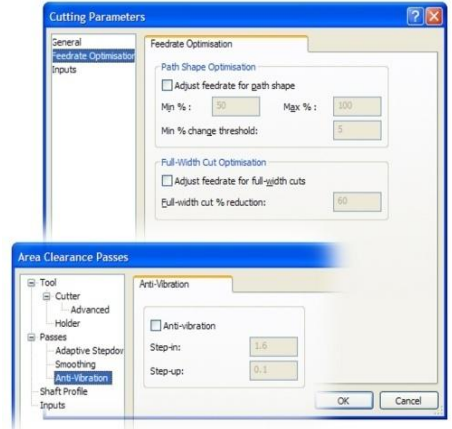 Cutting Parameters
General
Feedrate Optimisation
Inputs
Feedrate Optimisation
Path Shape Optimisation
Adjust feedrate for path shape
Min % : 50 Max % : 100
Min % change threshold: 5
Full-Width Cut Optimisation
Adjust feedrate for full-width cuts
Full-width cut % reduction: 60
Area Clearance Passes
Tool
Cutter
Advanced
Holder
Passes
Adaptive Stepdor
Smoothing
Anti-Vibration
Shaft Profile
Inputs
Anti-Vibration
Anti-vibration
Step-in: 1.6
Step-up: 0.1
OK Cancel